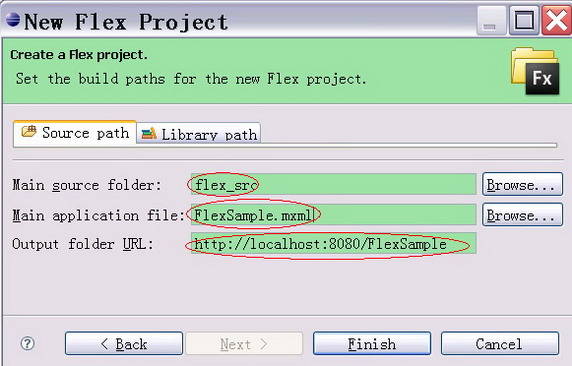 New Flex Project
Create a Flex project.
Set the build paths for the new Flex project.
Fx
Source path Library path
Main source folder: flex_src Browse...
Main application file: FlexSample.mxml Browse...
Output folder URL: http://localhost:8080/FlexSample
? < Back Next > Finish Cancel